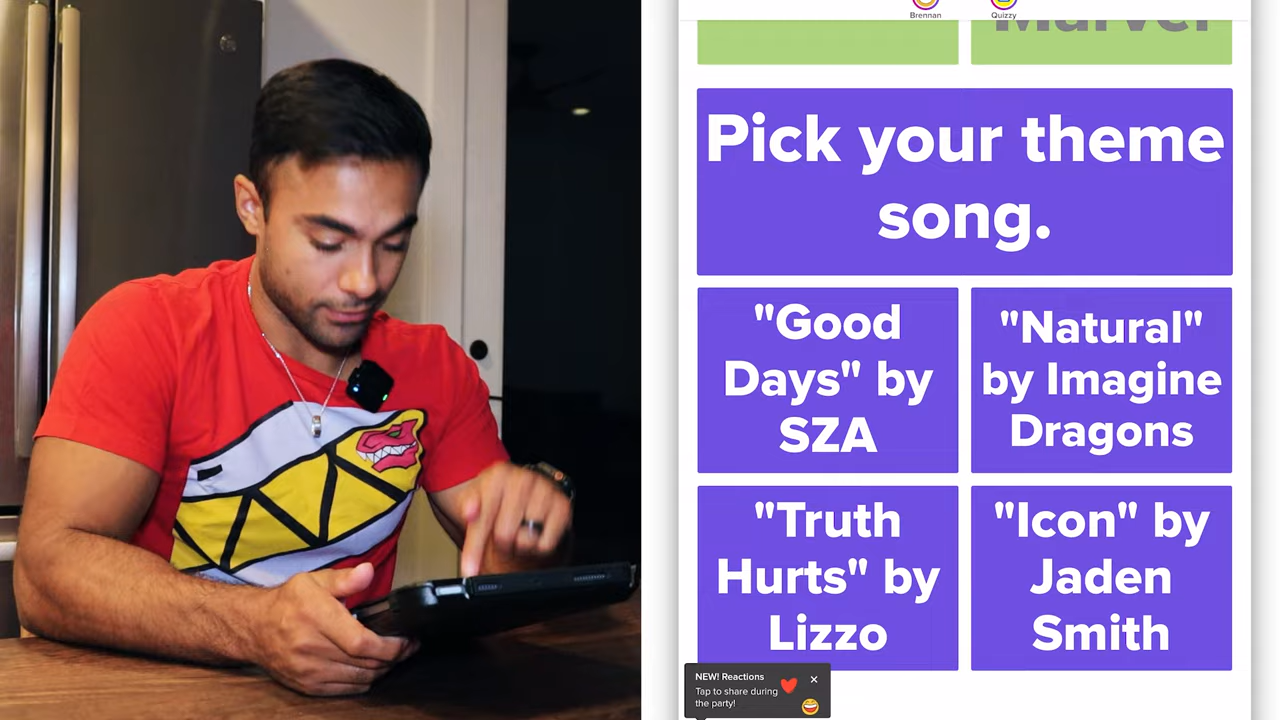 Brennan
Quizzy
Marvel
Pick your theme
song.
"Good
Days" by
SZA
"Natural"
by Imagine
Dragons
"Truth
Hurts" by
Lizzo
"Icon" by
Jaden
Smith
NEW! Reactions
Tap to share during
the party!